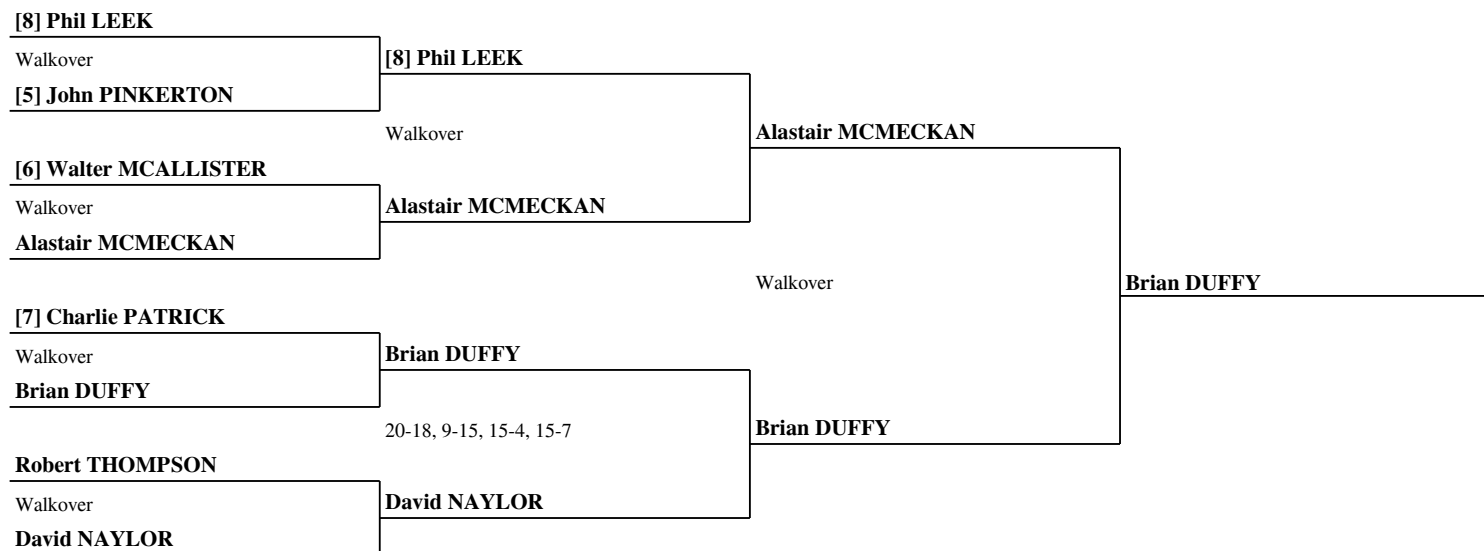 [8] Phil LEEK
Walkover
[8] Phil LEEK
[5] John PINKERTON
Walkover
Alastair MCMECKAN
[6] Walter MCALLISTER
Walkover
Alastair MCMECKAN
Alastair MCMECKAN
Walkover
Brian DUFFY
[7] Charlie PATRICK
Walkover
Brian DUFFY
Brian DUFFY
20-18, 9-15, 15-4, 15-7
Brian DUFFY
Robert THOMPSON
Walkover
David NAYLOR
David NAYLOR